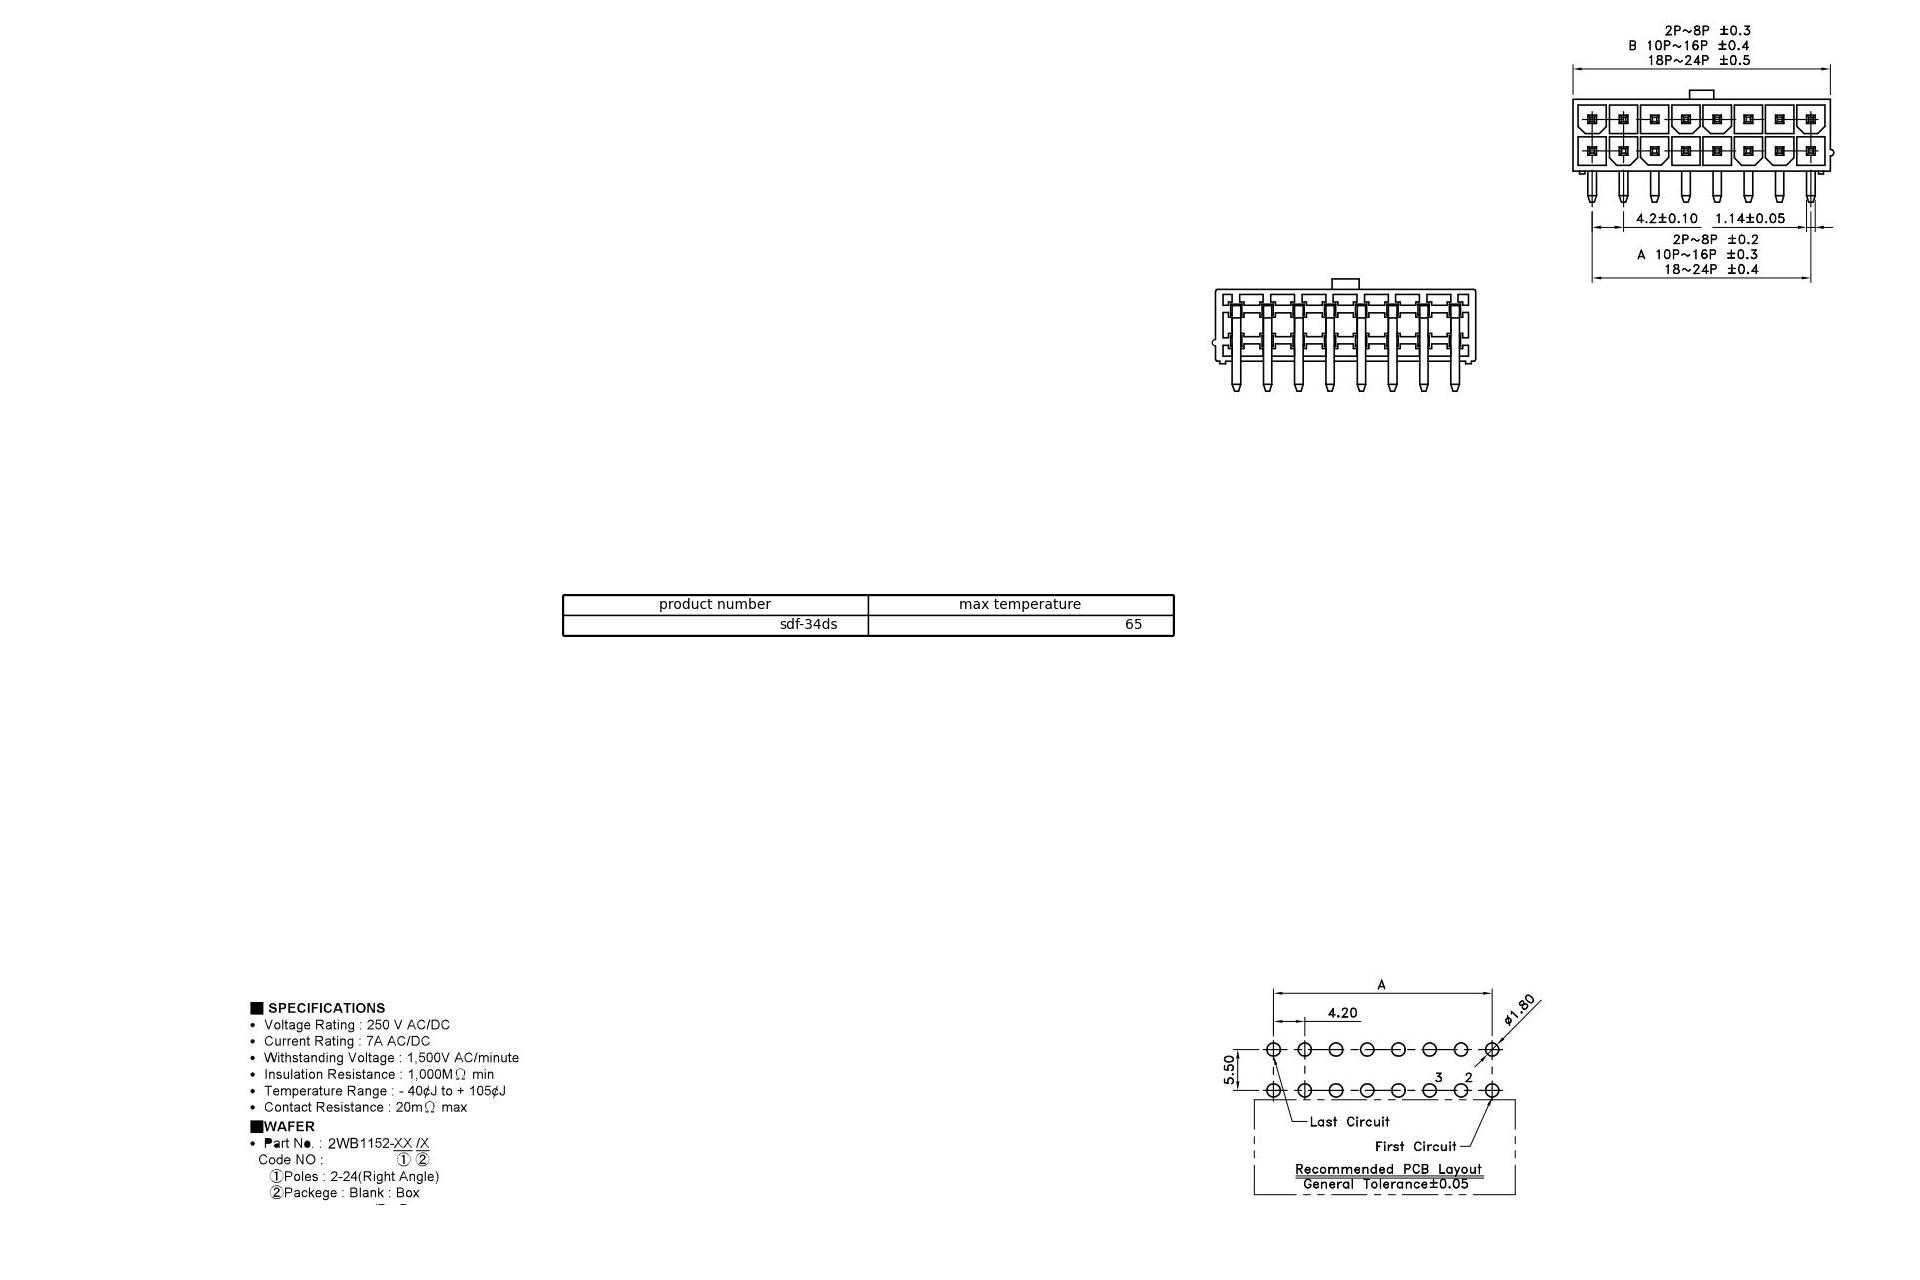 2P~8P ±0.3
B 10P~16P ±0.4
18P~24P ±0.5
4.2±0.10 1.14±0.05
2P~8P ±0.2
A 10P~16P ±0.3
18~24P ±0.4
product number max temperature
sdf-34ds 65
A
4.20
ø1.80
5.50
3 2
Last Circuit
First Circuit
Recommended PCB Layout
General Tolerance±0.05
■ SPECIFICATIONS
• Voltage Rating : 250 V AC/DC
• Current Rating : 7A AC/DC
• Withstanding Voltage : 1,500V AC/minute
• Insulation Resistance : 1,000MΩ min
• Temperature Range : - 40¢J to + 105¢J
• Contact Resistance : 20mΩ max
■WAFER
• Part No. : 2WB1152-XX /X
Code NO : ① ②
①Poles : 2-24(Right Angle)
②Packege : Blank : Box